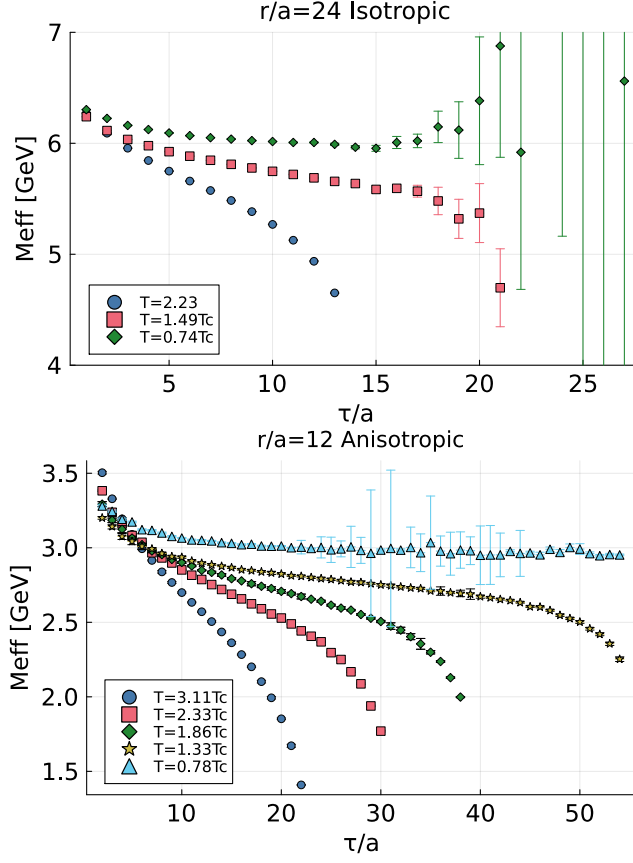 r/a=24 Isotropic
7
6
5
4
Meff [GeV]
T=2.23
T=1.49Tc
T=0.74Tc
5
10
15
20
25
τ/a
r/a=12 Anisotropic
3.5
3.0
2.5
2.0
1.5
Meff [GeV]
T=3.11Tc
T=2.33Tc
T=1.86Tc
T=1.33Tc
T=0.78Tc
10
20
30
40
50
τ/a